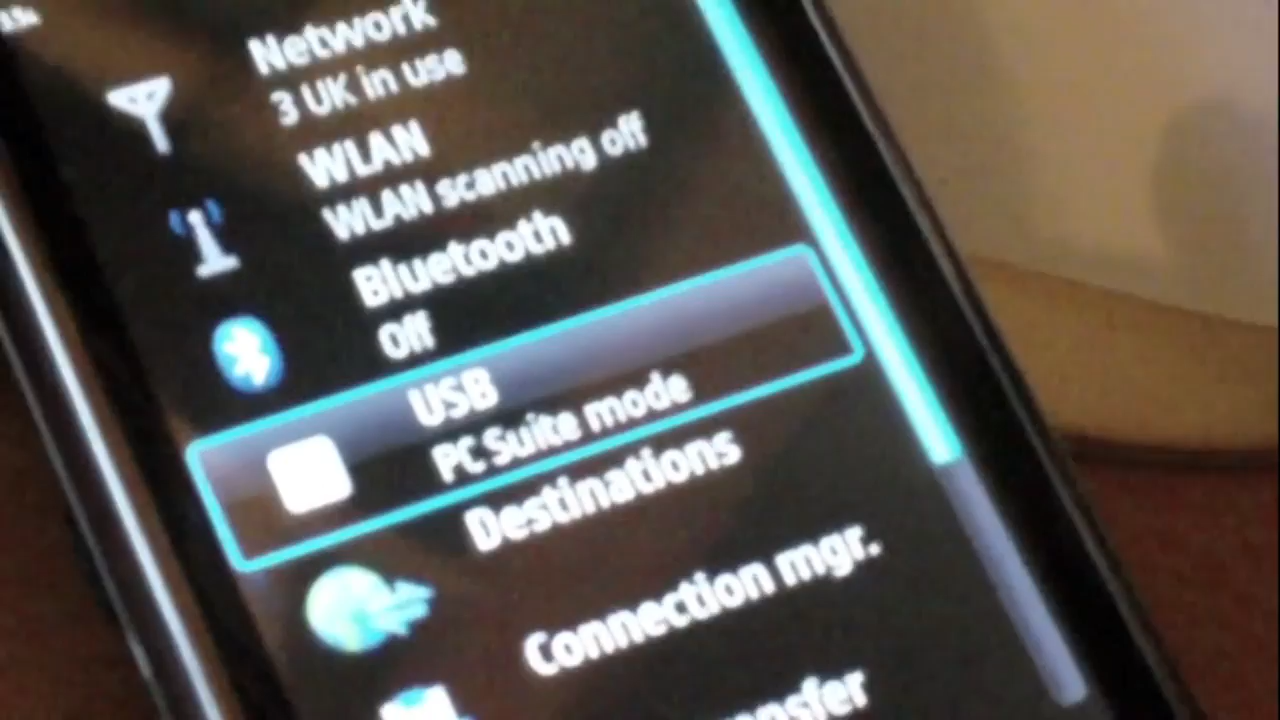 Network
3 UK in use
WLAN
WLAN scanning off
Bluetooth
Off
USB
PC Suite mode
Destinations
Connection mgr.